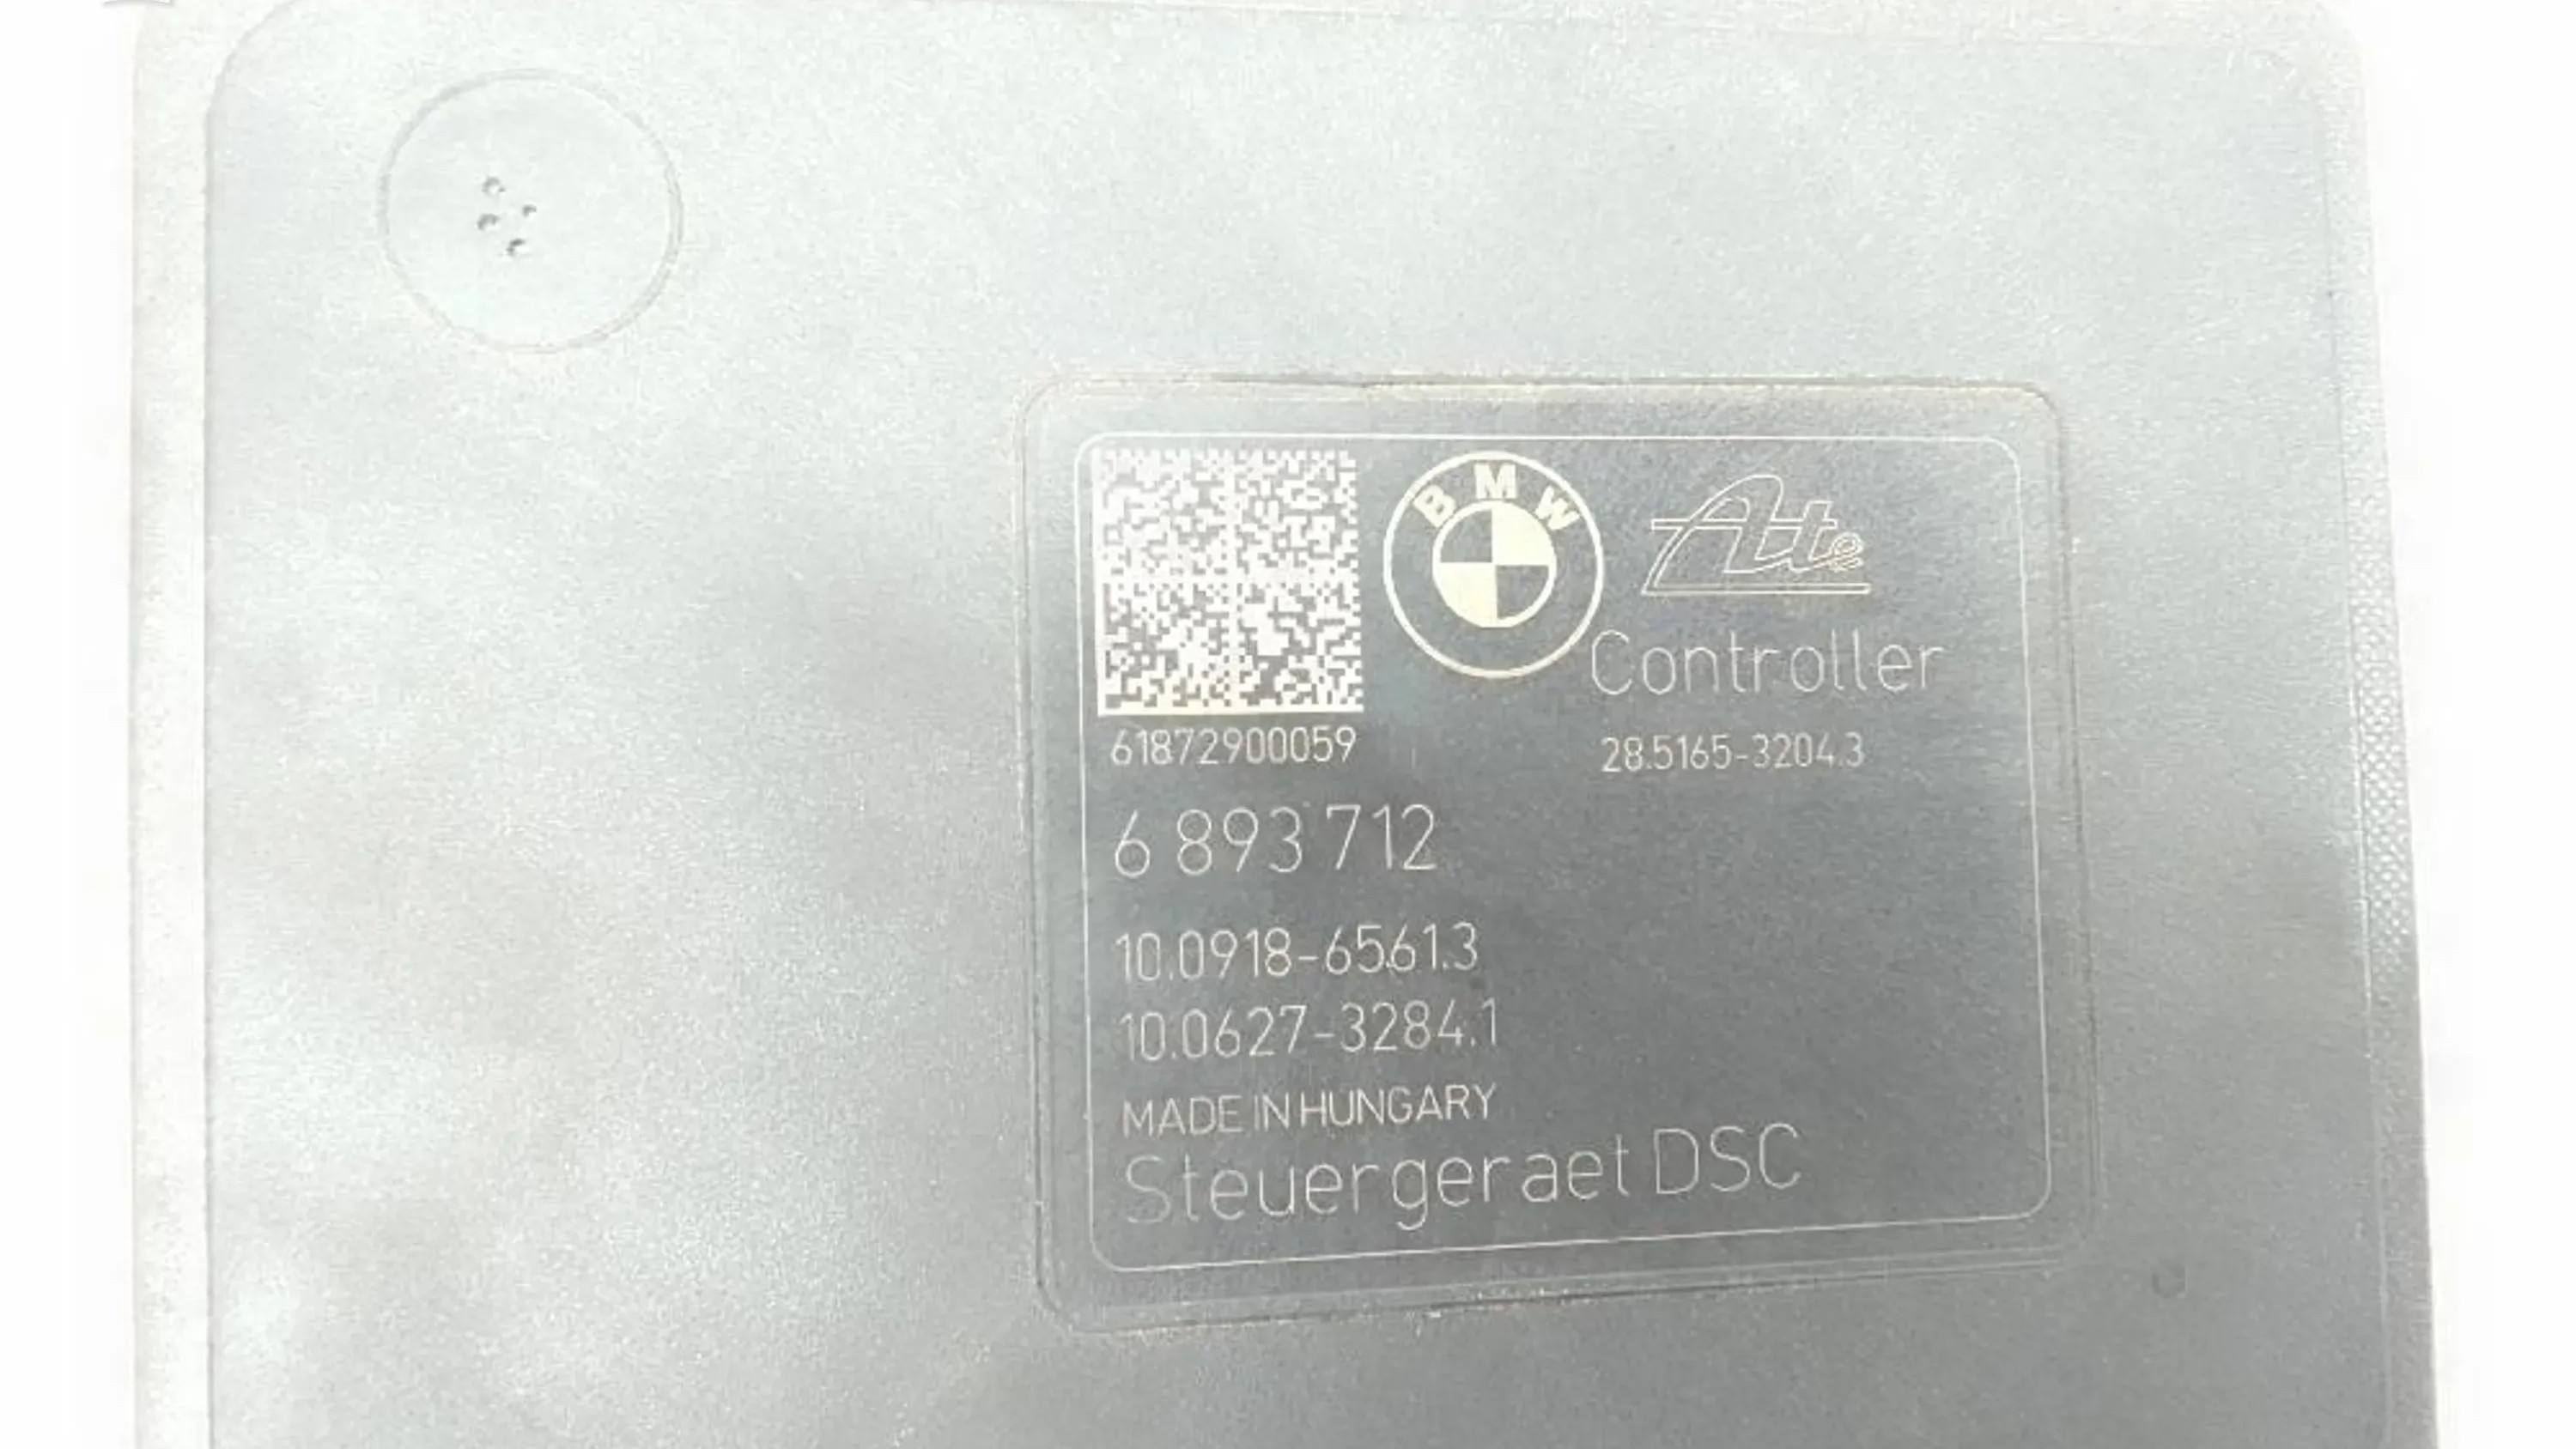 BMW
Ate
Controller
61872900059
28.5165-3204.3
6 893 712
10.0918-6561.3
10.0627-3284.1
MADE IN HUNGARY
Steuergeraet DSC